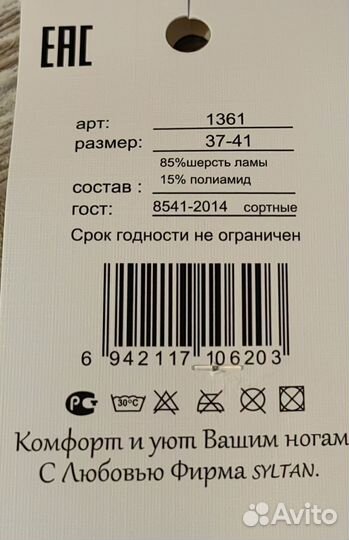 EAC
арт: 1361
размер: 37-41
85%шерсть ламы
состав : 15% полиамид
гост: 8541-2014 сортные
Срок годности не ограничен
6 942117 106203
РС 30°C
Комфорт и уют Вашим ногам
С Любовью Фирма SYLTAN.
Avito